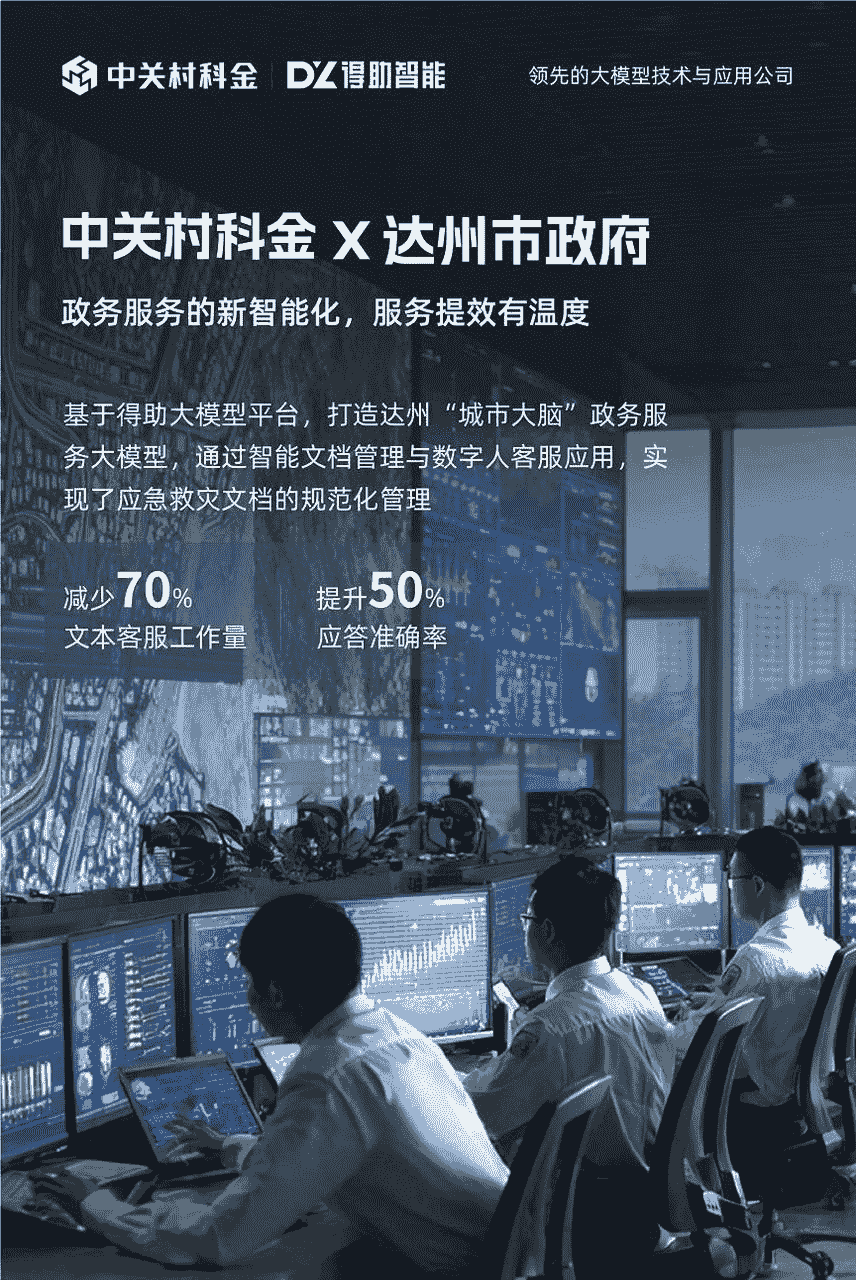 中关村科金 DZ得助智能 领先的大模型技术与应用公司
中关村科金 X 达州市政府
政务服务的新智能化，服务提效有温度
基于得助大模型平台，打造达州“城市大脑”政务服
务大模型，通过智能文档管理与数字人客服应用，实
现了应急救灾文档的规范化管理
减少70% 提升50%
文本客服工作量 应答准确率